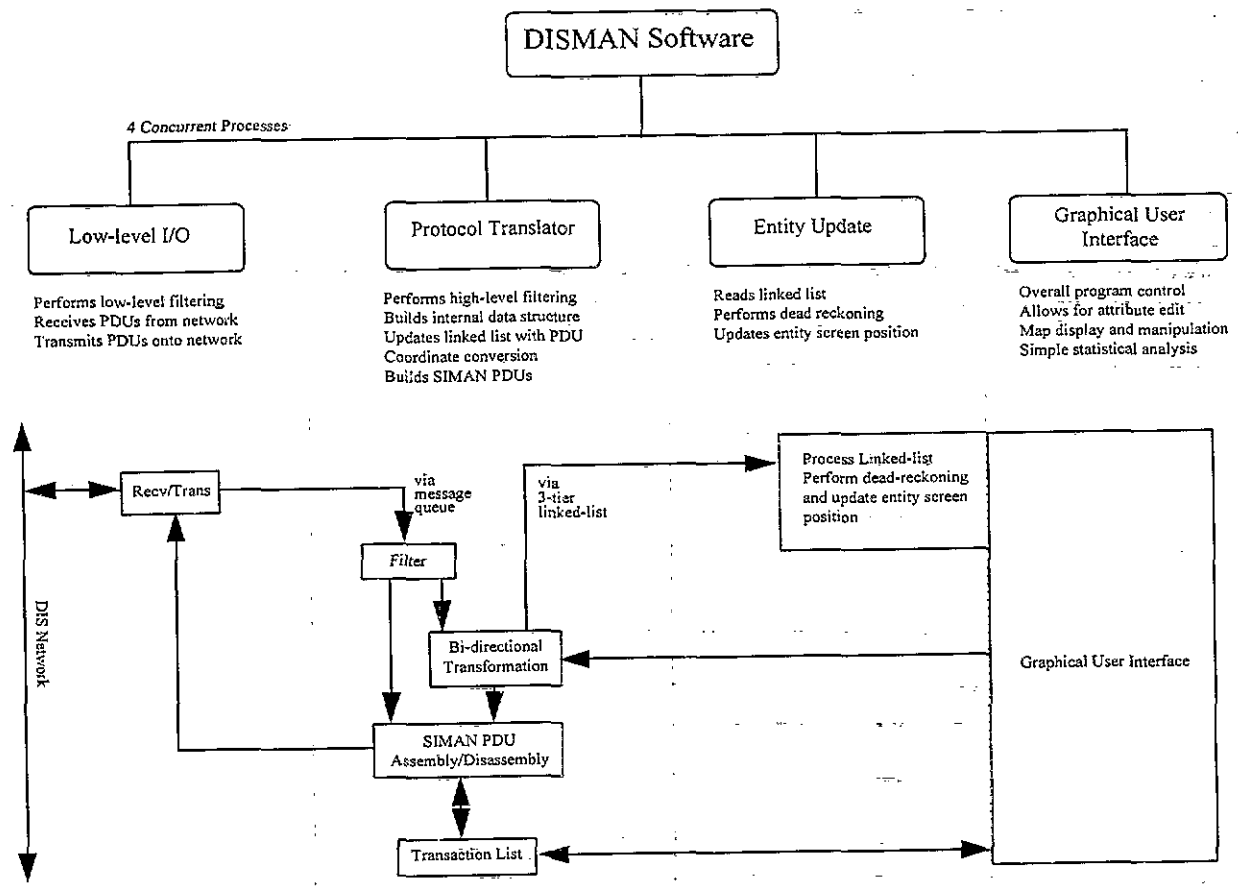 DISMAN Software
4 Concurrent Processes
Low-level I/O
Performs low-level filtering
Receives PDUs from network
Transmits PDUs onto network
Protocol Translator
Performs high-level filtering
Builds internal data structure
Updates linked list with PDU
Coordinate conversion
Builds SIMAN PDUs
Entity Update
Reads linked list
Performs dead reckoning
Updates entity screen position
Graphical User
Interface
Overall program control
Allows for attribute edit
Map display and manipulation
Simple statistical analysis
DIS Network
Recv/Trans
via
message
queue
Filter
via
3-tier
linked-list
Process Linked-list
Perform dead-reckoning
and update entity screen
position
Bi-directional
Transformation
Graphical User Interface
SIMAN PDU
Assembly/Disassembly
Transaction List